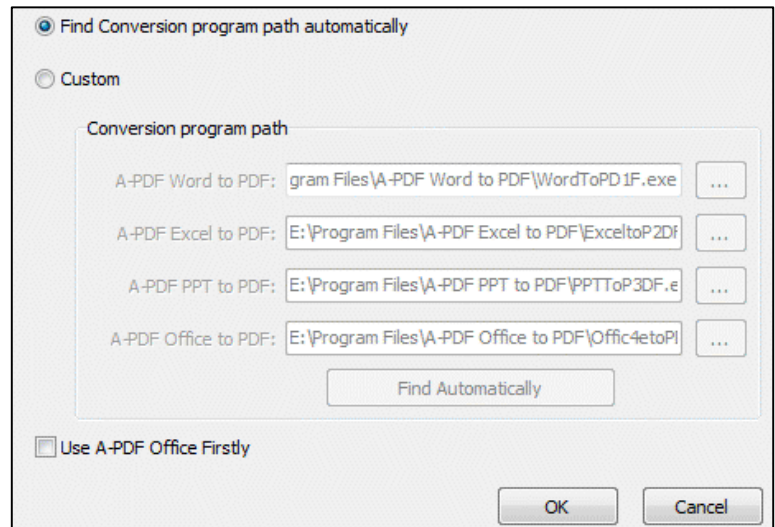 Find Conversion program path automatically
Custom
Conversion program path
A-PDF Word to PDF: gram Files\A-PDF Word to PDF\WordToPD1F.exe ...
A-PDF Excel to PDF: E:\Program Files\A-PDF Excel to PDF\ExceltoP2DF ...
A-PDF PPT to PDF: E:\Program Files\A-PDF PPT to PDF\PPTToP3DF.e ...
A-PDF Office to PDF: E:\Program Files\A-PDF Office to PDF\Offic4etoPl ...
Find Automatically
Use A-PDF Office Firstly
OK Cancel